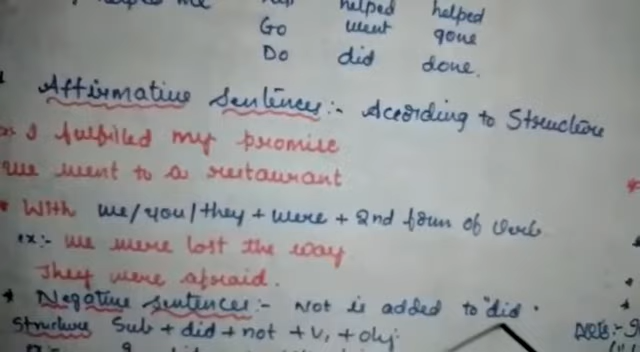 helped helped
Go went gone
Do did done.
Affirmative Sentences:- Acording to Structure
I fulfilled my promise
we went to a restaurant
* With we/you/they + were + 2nd form of verb
ex:- we were lost the way
They were afraid.
* Negative sentences:- Not is added to "did"
Structure Sub + did + not + V₁ + obj.